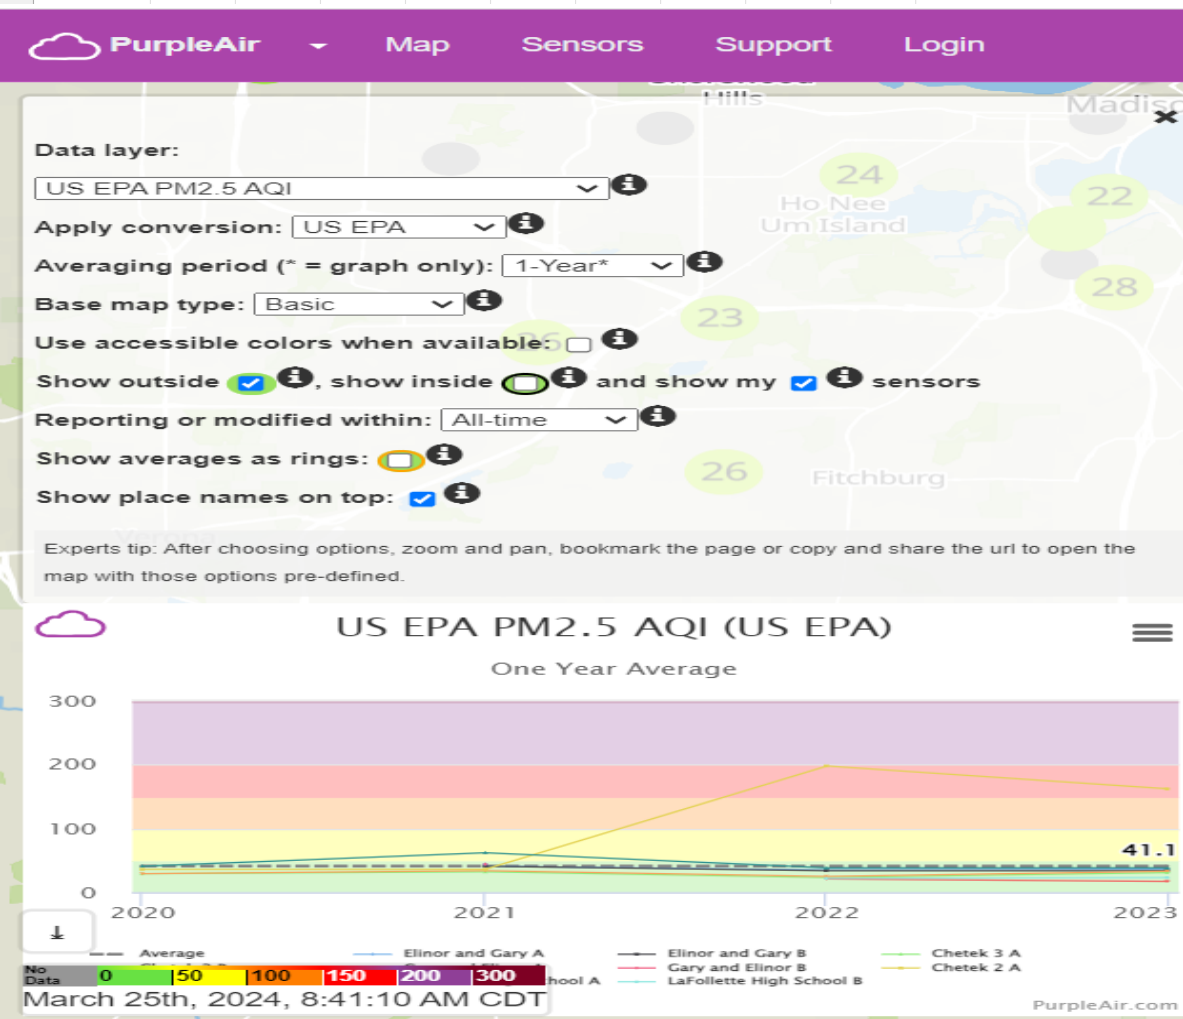 PurpleAir Map Sensors Support Login
Hills
Madisc
Data layer:
24
US EPA PM2.5 AQI
22
Ho Nee
Um Island
Apply conversion: US EPA
Averaging period (* = graph only): 1-Year*
28
Base map type: Basic
23
Use accessible colors when available:
26
Show outside , show inside and show my sensors
Reporting or modified within: All-time
Show averages as rings:
26
Fitchburg
Show place names on top:
Verona
Experts tip: After choosing options, zoom and pan, bookmark the page or copy and share the url to open the
map with those options pre-defined.
US EPA PM2.5 AQI (US EPA)
One Year Average
300
200
100
41.1
0
2020 2021 2022 2023
Average Elinor and Gary A Elinor and Gary B Chetek 3 A
Gary and Elinor B Chetek 2 A
hool A LaFollette High School B
No
Data 0 50 100 150 200 300
March 25th, 2024, 8:41:10 AM CDT
PurpleAir.com